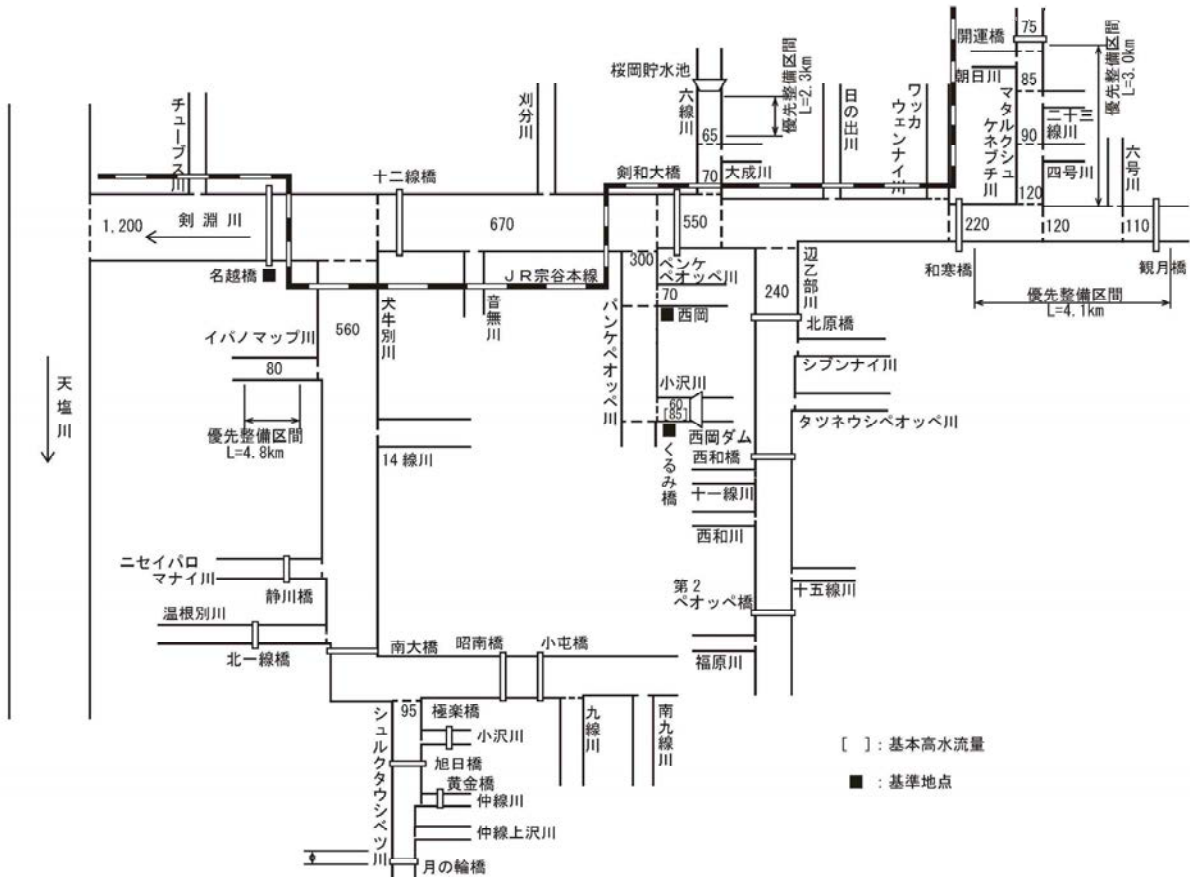 開運橋
75
桜岡貯水池
優先整備区間
L=2.3km
朝日川
85
優先整備区間
L=3.0km
チューブス川
刈分川
六線川
65
日の出川
ワッカ
ウェンナイ川
マタルクシュ
ケネブチ川
二十三
線川
90
四号川
六号川
十二線橋
剣和大橋
70
大成川
120
1,200
剣淵川
670
550
220
120
110
名越橋
JR宗谷本線
300
ペンケ
ペオッペ川
辺乙部川
和寒橋
観月橋
優先整備区間
L=4.1km
560
犬牛別川
音無川
パンケペオッペ川
70
西岡
240
北原橋
イパノマップ川
80
シブンナイ川
天塩川
優先整備区間
L=4.8km
小沢川
60
[85]
タツネウシペオッペ川
14線川
くるみ橋
西岡ダム
西和橋
十一線川
西和川
ニセイパロ
マナイ川
静川橋
第2
ペオッペ橋
十五線川
温根別川
北一線橋
南大橋
昭南橋
小屯橋
福原川
シュルクタウシベツ川
95
極楽橋
小沢川
九線川
南九線川
旭日橋
黄金橋
仲線川
仲線上沢川
月の輪橋
[ ]:基本高水流量
■:基準地点